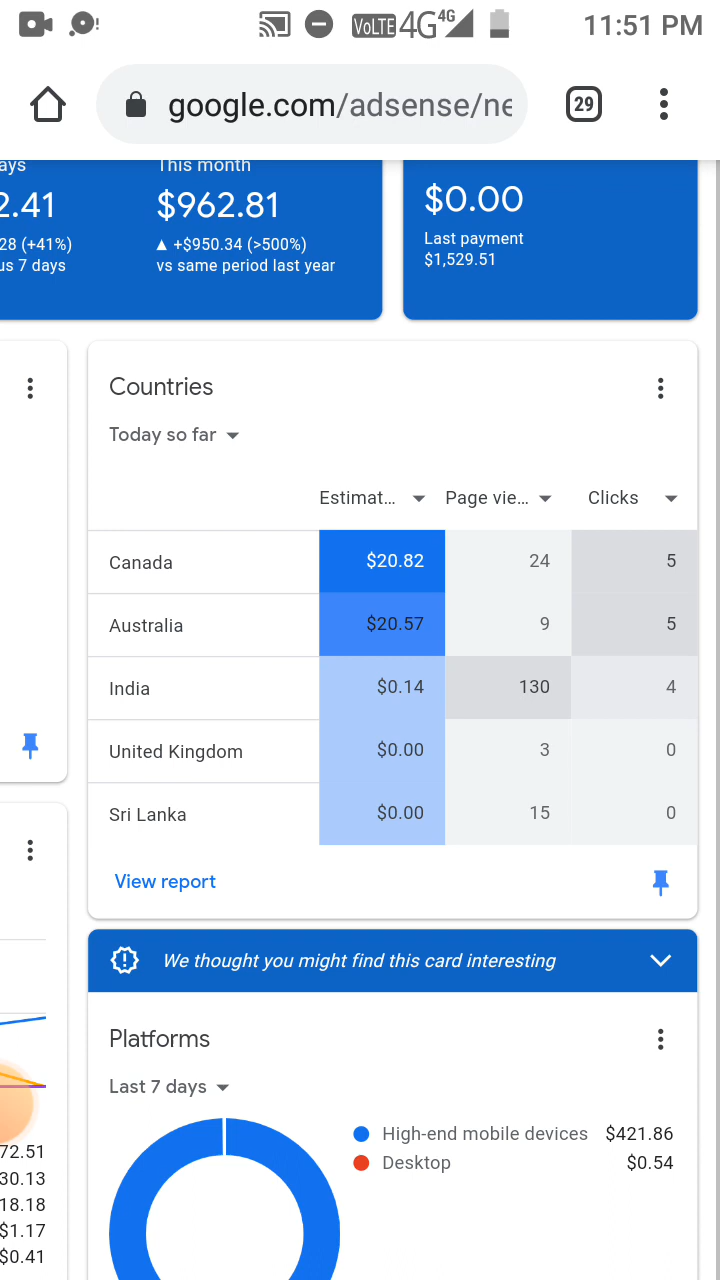 VoLTE 4G 4G 11:51 PM
google.com/adsense/ne
29
ays This month
2.41 $962.81 $0.00
28 (+41%) ▲ +$950.34 (>500%) Last payment
us 7 days vs same period last year $1,529.51
Countries
Today so far
Estimat... Page vie... Clicks
Canada $20.82 24 5
Australia $20.57 9 5
India $0.14 130 4
United Kingdom $0.00 3 0
Sri Lanka $0.00 15 0
View report
We thought you might find this card interesting
Platforms
Last 7 days
High-end mobile devices $421.86
Desktop $0.54
72.51
30.13
18.18
$1.17
$0.41